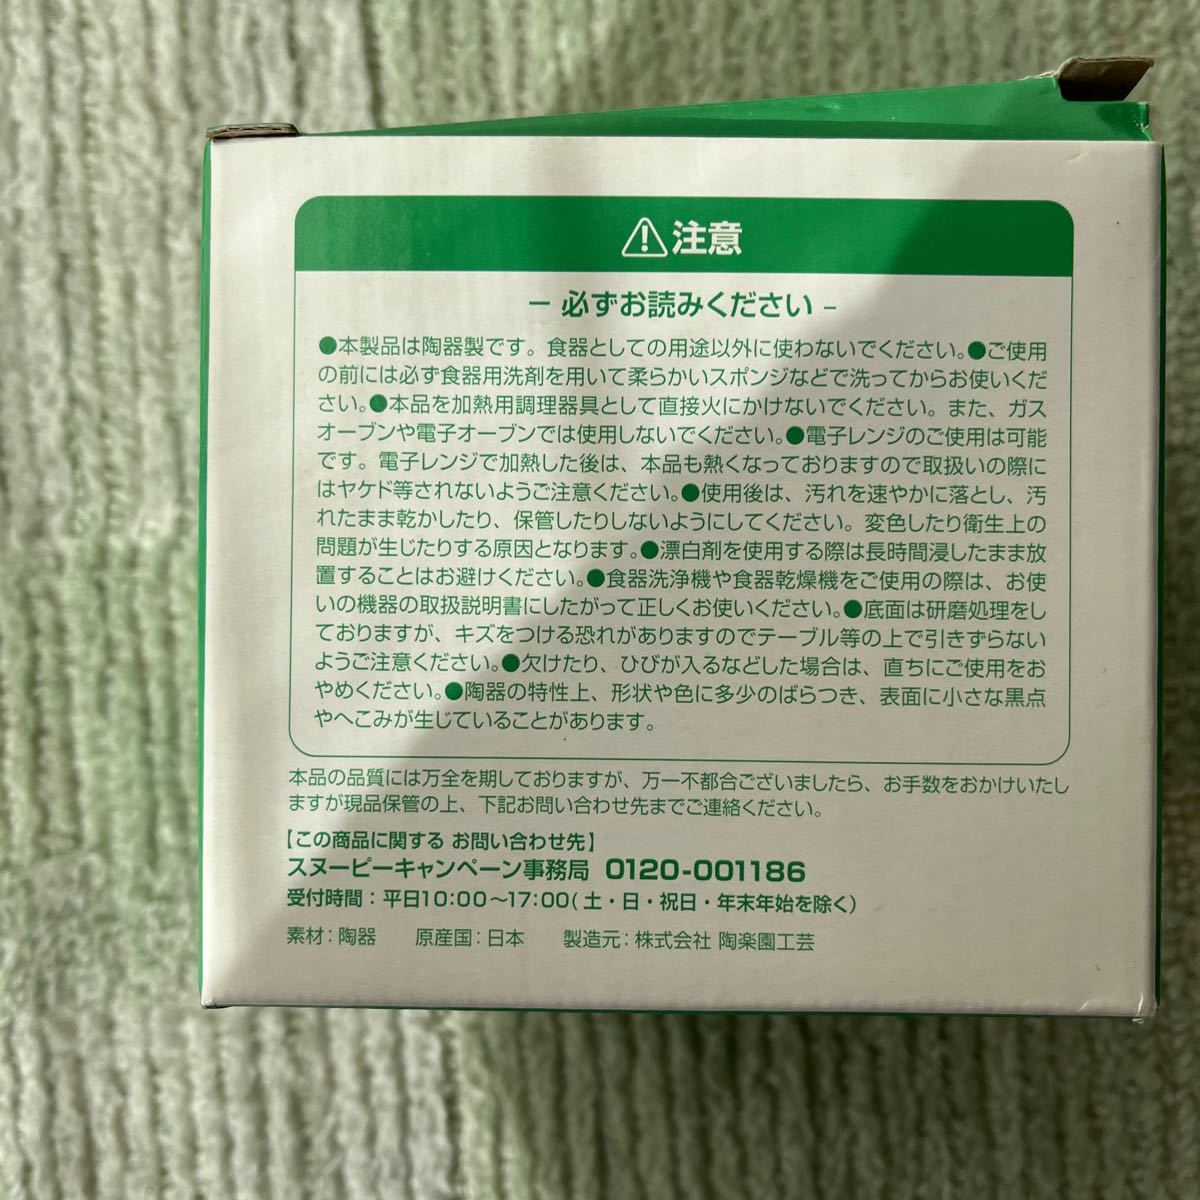 注意
− 必ずお読みください −
●本製品は陶器製です。食器としての用途以外に使わないでください。●ご使用
の前には必ず食器用洗剤を用いて柔らかいスポンジなどで洗ってからお使いくだ
さい。●本品を加熱用調理器具として直接火にかけないでください。また、ガス
オーブンや電子オーブンでは使用しないでください。●電子レンジのご使用は可能
です。電子レンジで加熱した後は、本品も熱くなっておりますので取扱いの際に
はヤケド等されないようご注意ください。●使用後は、汚れを速やかに落とし、汚
れたまま乾かしたり、保管したりしないようにしてください。変色したり衛生上の
問題が生じたりする原因となります。●漂白剤を使用する際は長時間浸したまま放
置することはお避けください。●食器洗浄機や食器乾燥機をご使用の際は、お使
いの機器の取扱説明書にしたがって正しくお使いください。●底面は研磨処理をし
ておりますが、キズをつける恐れがありますのでテーブル等の上で引きずらない
ようご注意ください。●欠けたり、ひびが入るなどした場合は、直ちにご使用をお
やめください。●陶器の特性上、形状や色に多少のばらつき、表面に小さな黒点
やへこみが生じていることがあります。
本品の品質には万全を期しておりますが、万一不都合ございましたら、お手数をおかけいたし
ますが現品保管の上、下記お問い合わせ先までご連絡ください。
【この商品に関する お問い合わせ先】
スヌーピーキャンペーン事務局 0120-001186
受付時間：平日10:00〜17:00(土・日・祝日・年末年始を除く)
素材：陶器 原産国：日本 製造元：株式会社 陶楽園工芸